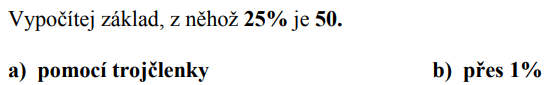 Vypočítej základ, z něhož 25% je 50.
a) pomocí trojčlenky b) přes 1%